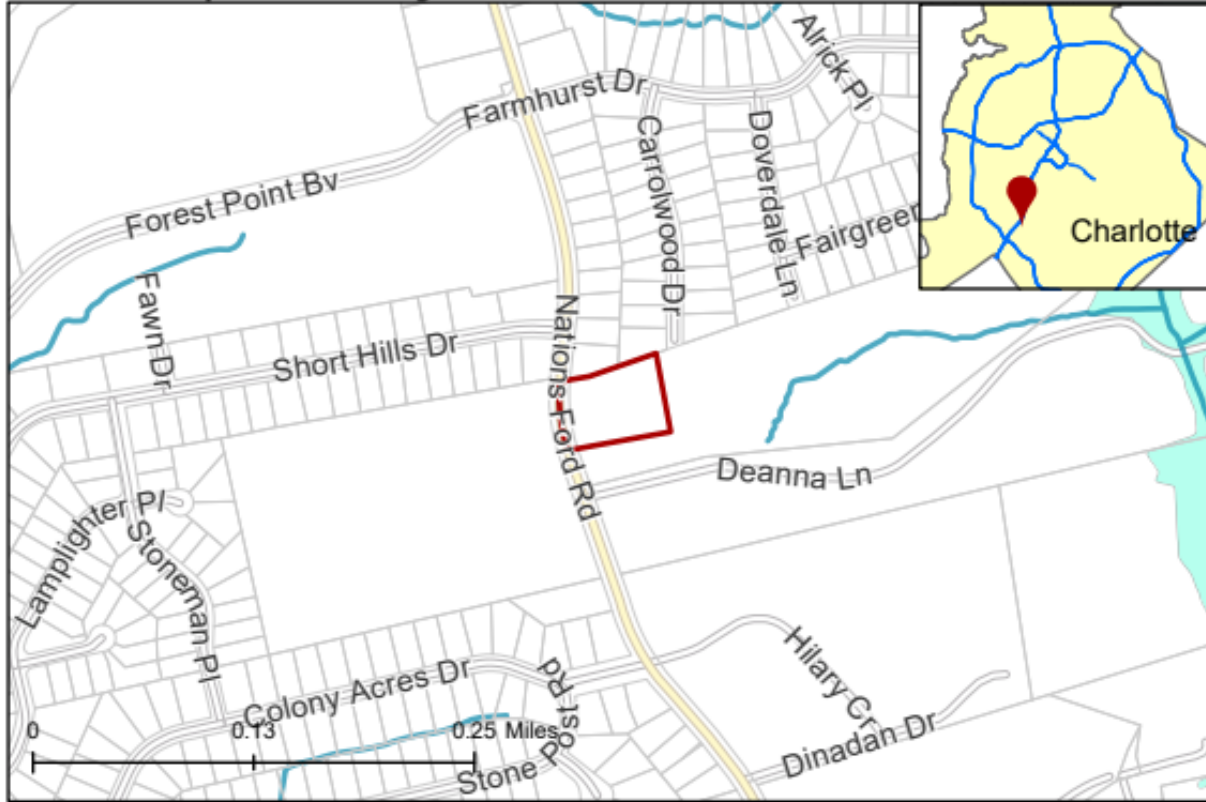 Alrick Pl
Farmhurst Dr
Carrolwood Dr
Doverdale Ln
Forest Point Bv
Fairgreen
Charlotte
Fawn Dr
Nations Ford Rd
Short Hills Dr
Deanna Ln
Lamplighter Pl
Stoneman Pl
Hilary Cr
Colony Acres Dr
Stone Post Rd
Dinadan Dr
0 0.13 0.25 Miles